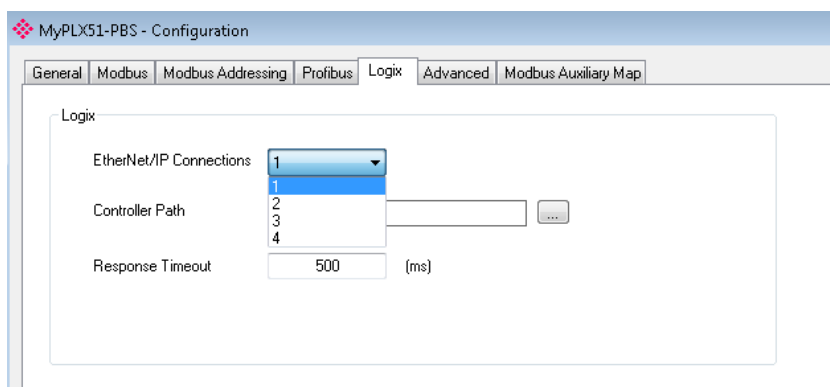 MyPLX51-PBS - Configuration
General Modbus Modbus Addressing Profibus Logix Advanced Modbus Auxiliary Map
Logix
EtherNet/IP Connections 1
1
2
Controller Path ...
3
4
Response Timeout 500 (ms)